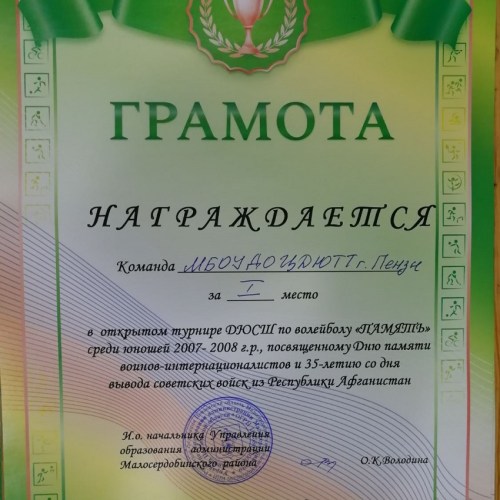 ГРАМОТА
НАГРАЖДАЕТСЯ
Команда МБОУДО ЦДЮТТ г. Пензы
за I место
в открытом турнире ДЮСШ по волейболу «ПАМЯТЬ»
среди юношей 2007- 2008 г.р., посвященному Дню памяти
воинов-интернационалистов и 35-летию со дня
вывода советских войск из Республики Афганистан
И.о. начальника Управления
образования администрации
Малосердобинского района
О.К.Володина